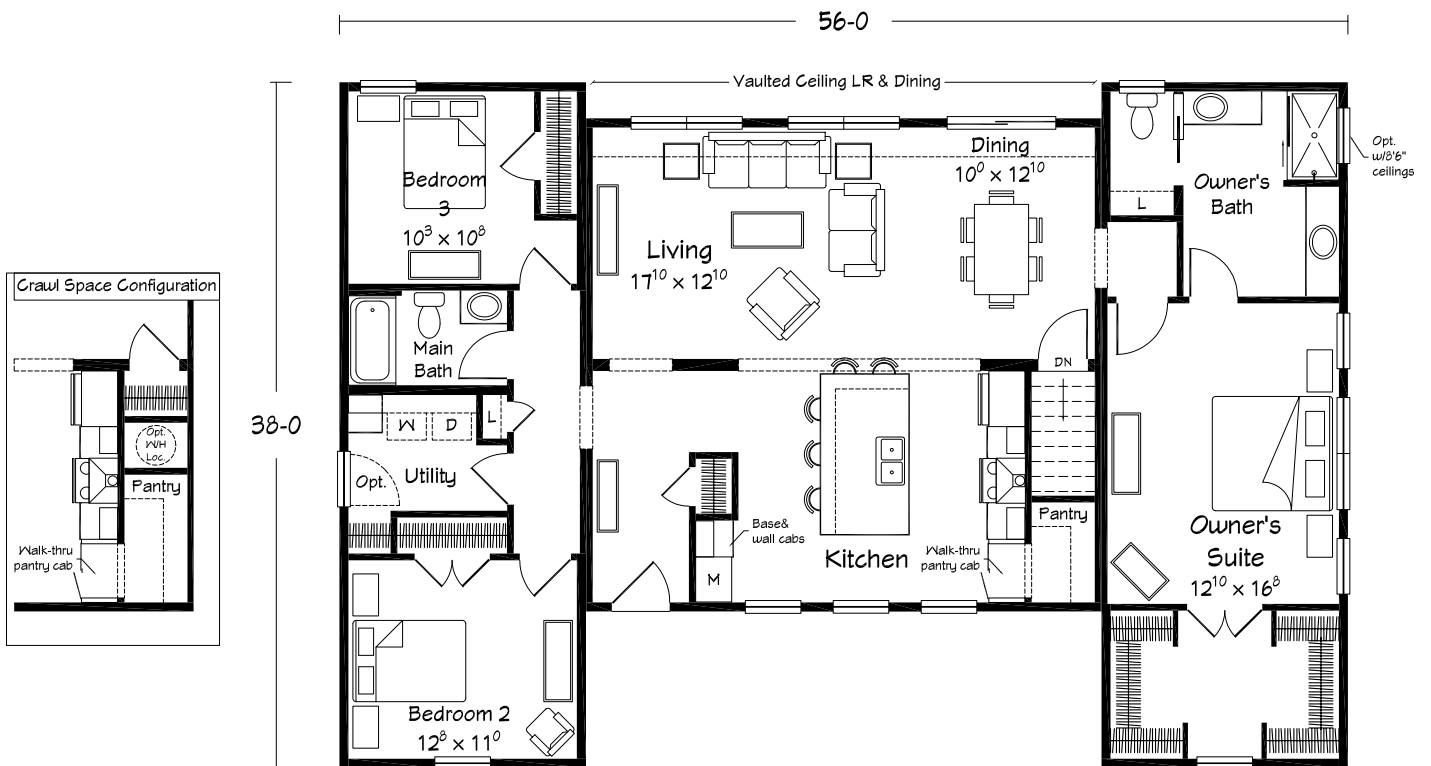 56-0
Vaulted Ceiling LR & Dining
Dining
10⁰ x 12¹⁰
Opt.
w/8'6"
ceilings
Bedroom
3
10³ x 10⁸
Owner's
Bath
L
Living
17¹⁰ x 12¹⁰
Crawl Space Configuration
Main
Bath
DN
38-0
W
D
L
Opt.
W/H
Loc.
Opt.
Utility
Pantry
Pantry
Base&
wall cabs
Kitchen
Walk-thru
pantry cab
Walk-thru
pantry cab
M
Owner's
Suite
12¹⁰ x 16⁸
Bedroom 2
12⁸ x 11⁰